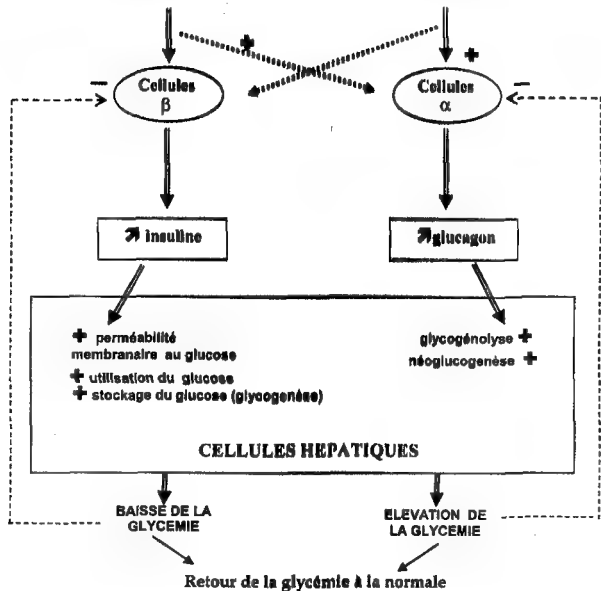 +
+
– Cellules β
Cellules α –
↗ insuline
↗ glucagon
+ perméabilité
membranaire au glucose
+ utilisation du glucose
+ stockage du glucose (glycogenèse)
glycogénolyse +
néoglucogenèse +
CELLULES HEPATIQUES
BAISSE DE LA
GLYCEMIE
ELEVATION DE
LA GLYCEMIE
Retour de la glycémie à la normale